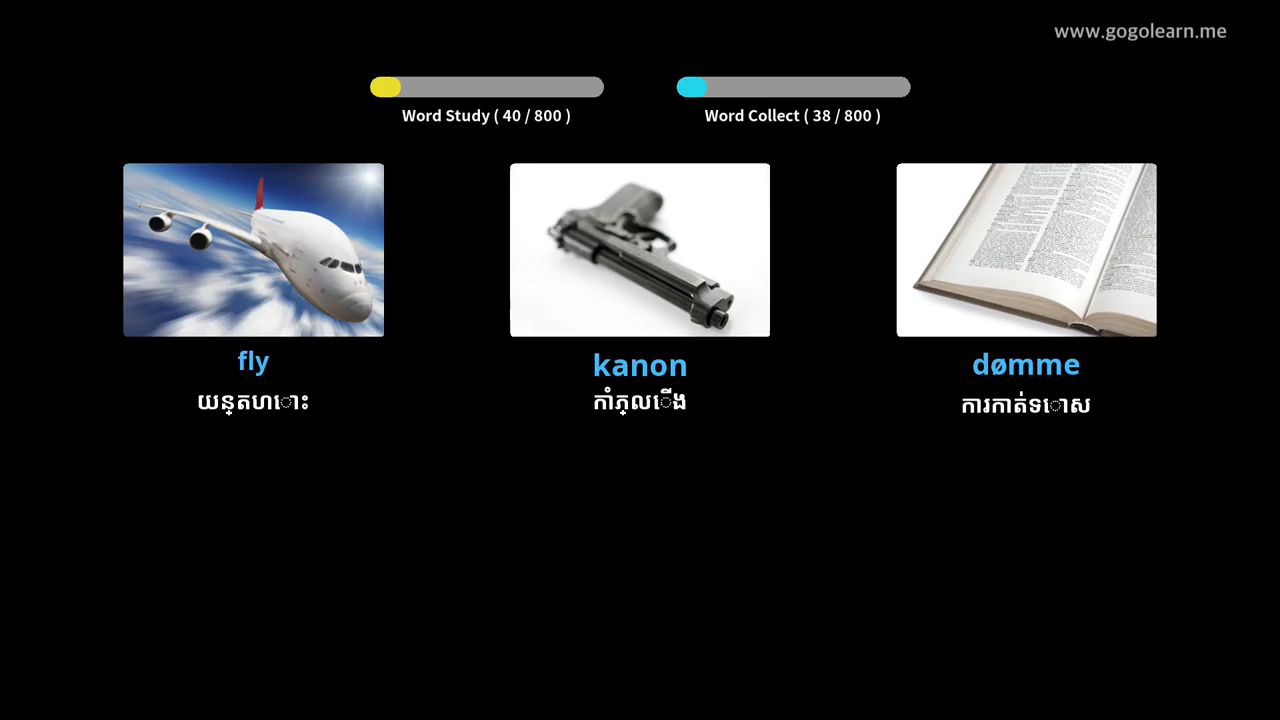 www.gogolearn.me
Word Study ( 40 / 800 )
Word Collect ( 38 / 800 )
fly
kanon
dømme
យន្តហោះ
កាំភ្លើង
ការកាត់ទោស